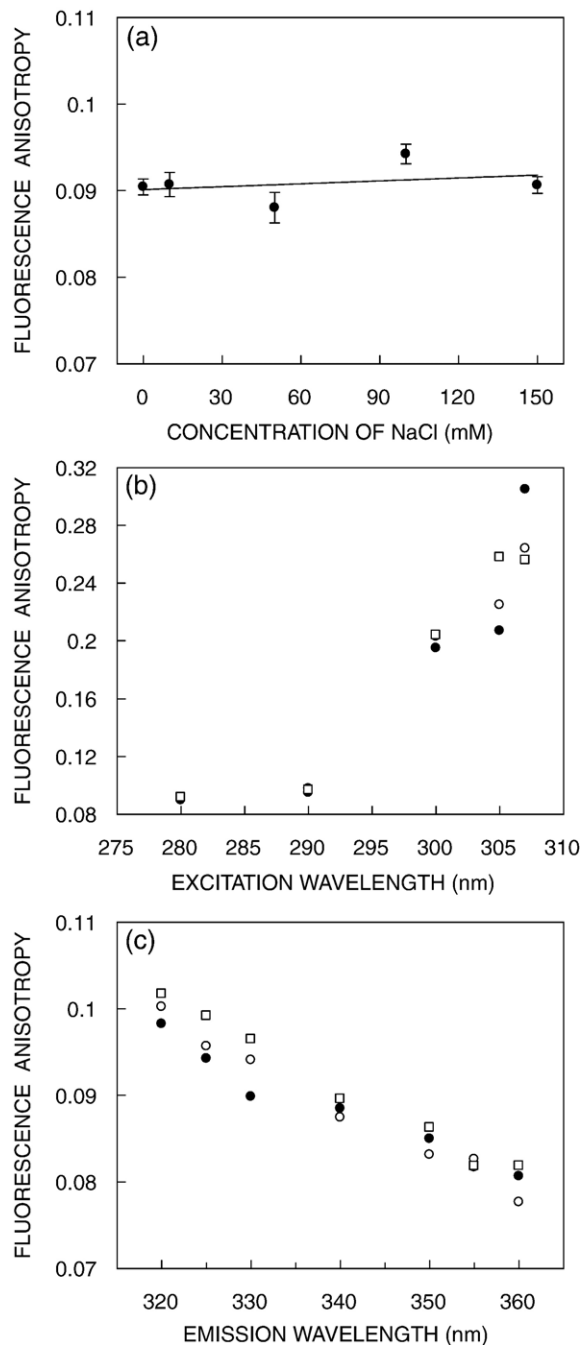 (a)
FLUORESCENCE ANISOTROPY
0.11
0.1
0.09
0.08
0.07
0 30 60 90 120 150
CONCENTRATION OF NaCl (mM)
(b)
FLUORESCENCE ANISOTROPY
0.32
0.28
0.24
0.2
0.16
0.12
0.08
275 280 285 290 295 300 305 310
EXCITATION WAVELENGTH (nm)
(c)
FLUORESCENCE ANISOTROPY
0.11
0.1
0.09
0.08
0.07
320 330 340 350 360
EMISSION WAVELENGTH (nm)